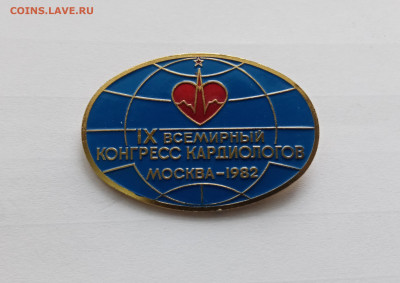 COINS.LAVE.RU
IX ВСЕМИРНЫЙ
КОНГРЕСС КАРДИОЛОГОВ
МОСКВА-1982